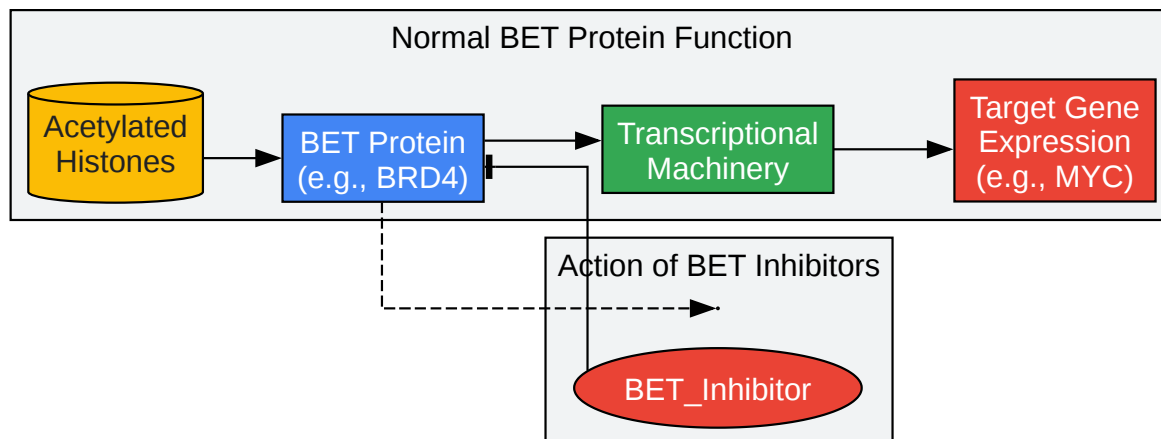 Normal BET Protein Function
Acetylated
Histones
BET Protein
(e.g., BRD4)
Transcriptional
Machinery
Target Gene
Expression
(e.g., MYC)
Action of BET Inhibitors
BET_Inhibitor